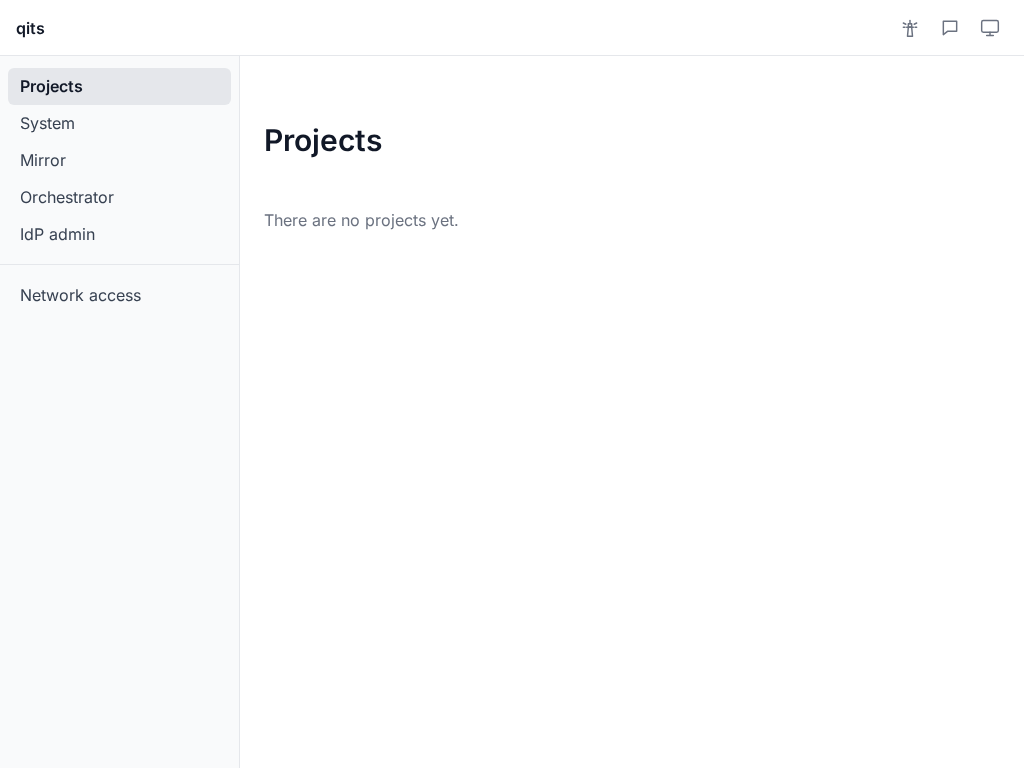 qits
Projects
System
Mirror
Orchestrator
IdP admin
Network access
Projects
There are no projects yet.